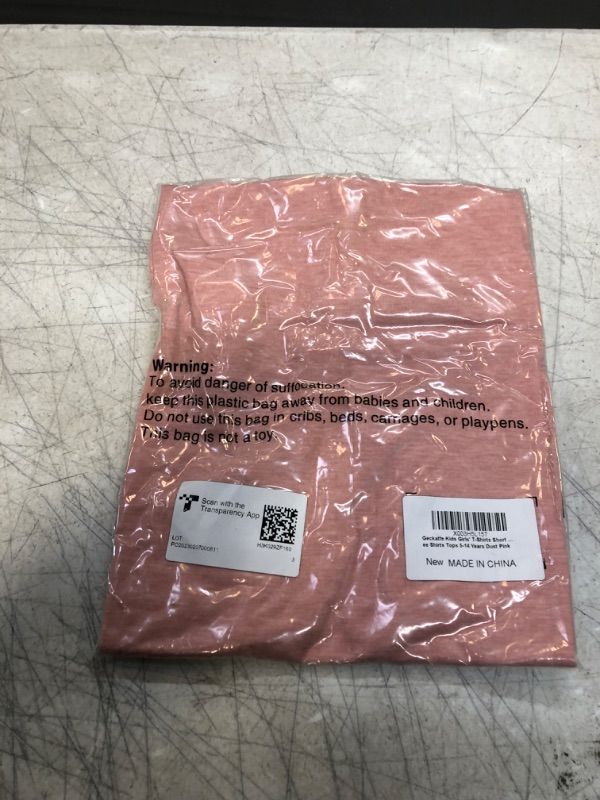 Warning:
To avoid danger of suffocation,
keep this plastic bag away from babies and children.
Do not use this bag in cribs, beds, carriages, or playpens.
This bag is not a toy.
Scan with the
Transparency App
LOT:
Geckatte Kids Girls' T-Shirts Short ...
ee Shirts Tops 5-14 Years Dust Pink
New MADE IN CHINA